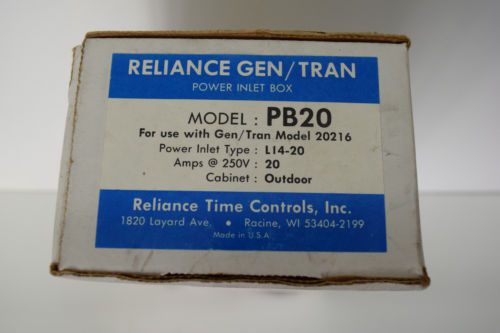 RELIANCE GEN/TRAN
POWER INLET BOX
MODEL : PB20
For use with Gen/Tran Model 20216
Power Inlet Type : L14-20
Amps @ 250V : 20
Cabinet : Outdoor
Reliance Time Controls, Inc.
1820 Layard Ave. • Racine, WI 53404-2199
Made in U.S.A.